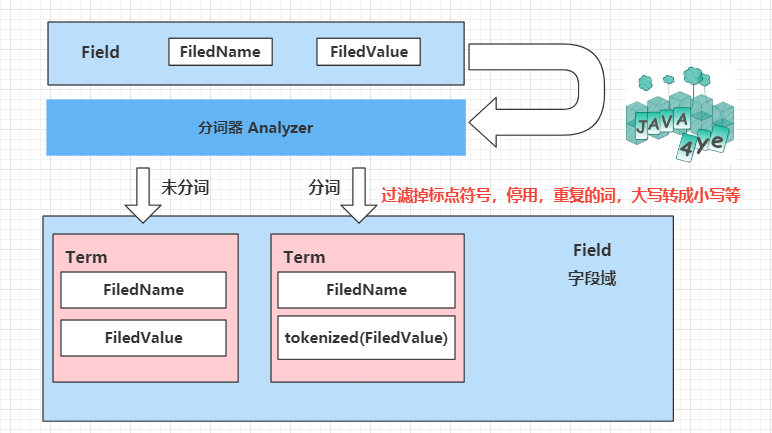 Field
FiledName
FiledValue
分词器 Analyzer
JAVA
4ye
未分词
分词
过滤掉标点符号，停用，重复的词，大写转成小写等
Term
FiledName
FiledValue
Term
FiledName
tokenized(FiledValue)
Field
字段域